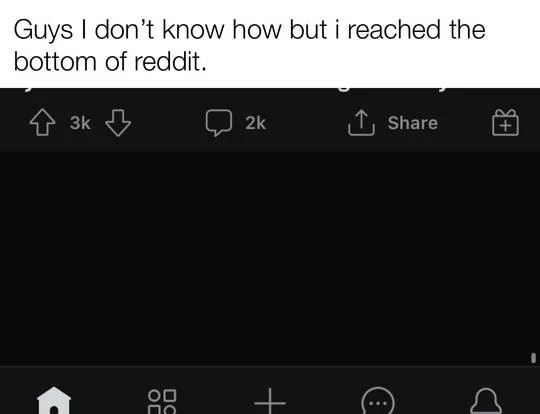 Guys I don’t know how but i reached the
bottom of reddit.
3k
2k
Share